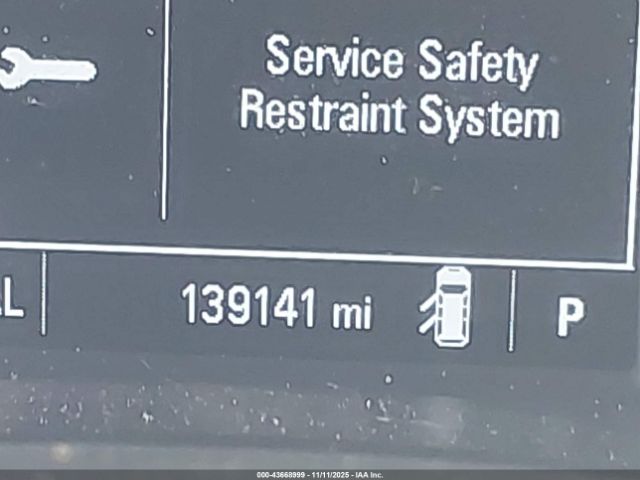 Service Safety
Restraint System
139141 mi
P
000-43668999 - 11/11/2025 - IAA Inc.